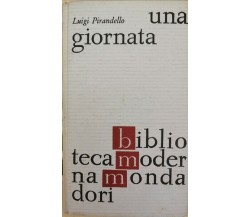 Luigi Pirandello
una
giornata
biblio
teca moder
na monda
dori